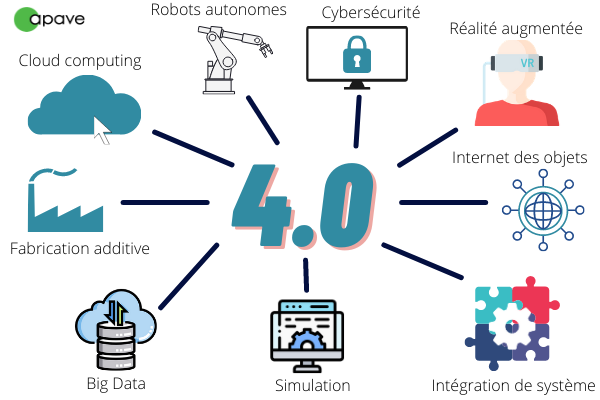 apave
Robots autonomes
Cybersécurité
Réalité augmentée
Cloud computing
VR
Internet des objets
4.0
Fabrication additive
Big Data
Simulation
Intégration de système